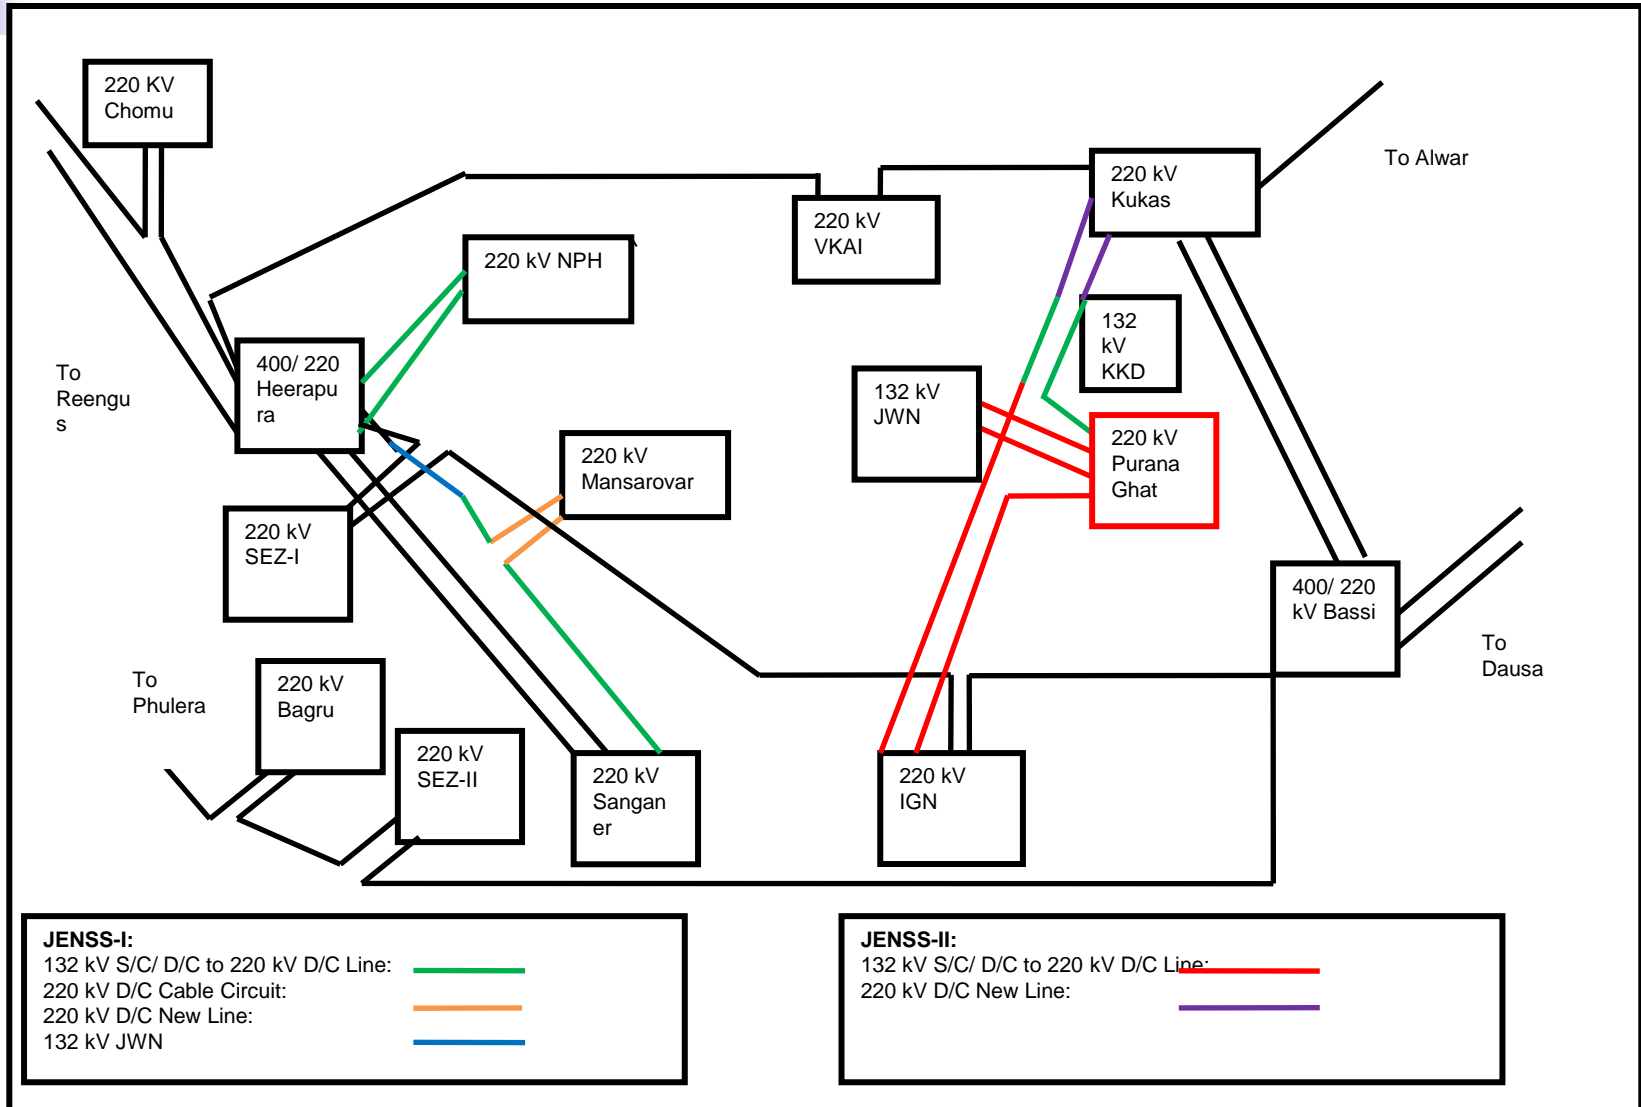 220 KV
Chomu
To Alwar
220 kV
Kukas
220 kV
VKAI
220 kV NPH
132
kV
KKD
400/ 220
Heerapu
ra
To
Reengu
s
132 kV
JWN
220 kV
Purana
Ghat
220 kV
Mansarovar
220 kV
SEZ-I
400/ 220
kV Bassi
To
Dausa
To
Phulera
220 kV
Bagru
220 kV
SEZ-II
220 kV
Sangan
er
220 kV
IGN
JENSS-I:
132 kV S/C/ D/C to 220 kV D/C Line:
220 kV D/C Cable Circuit:
220 kV D/C New Line:
132 kV JWN
JENSS-II:
132 kV S/C/ D/C to 220 kV D/C Line:
220 kV D/C New Line: